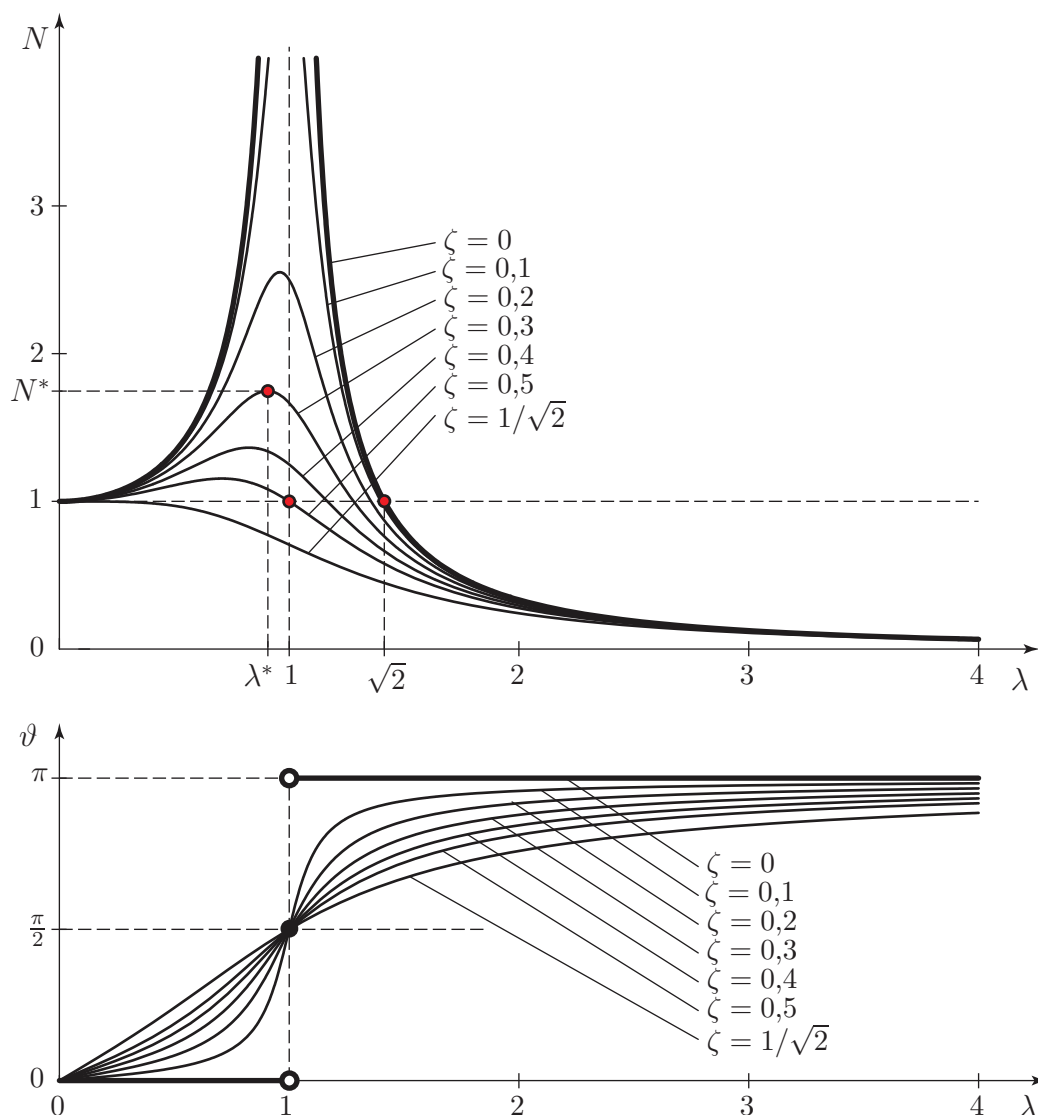 N
3
ζ = 0
ζ = 0,1
ζ = 0,2
ζ = 0,3
ζ = 0,4
ζ = 0,5
ζ = 1/√2
2
N*
1
0
λ* 1 √2 2 3 4 λ
ϑ
π
π/2
ζ = 0
ζ = 0,1
ζ = 0,2
ζ = 0,3
ζ = 0,4
ζ = 0,5
ζ = 1/√2
0
0 1 2 3 4 λ